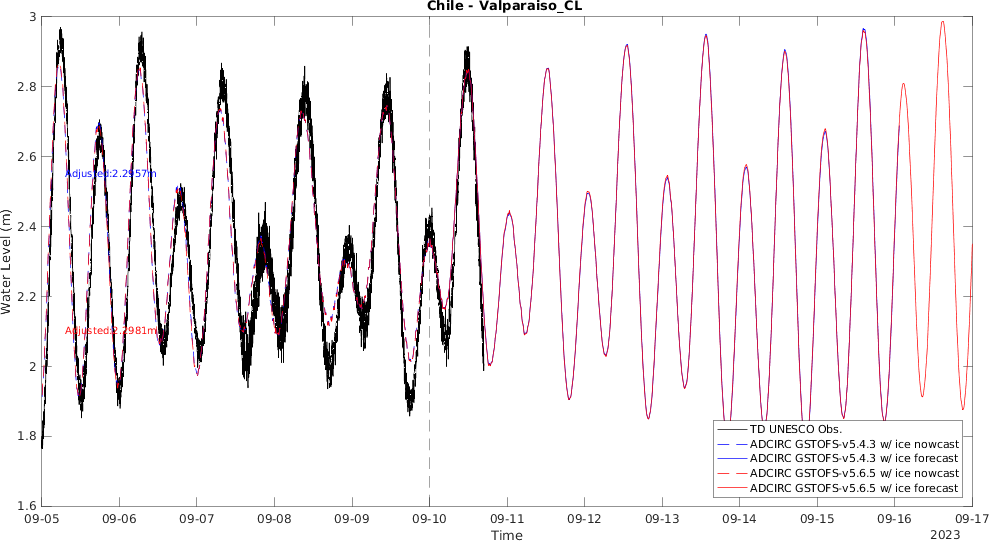 Chile - Valparaiso_CL
3
2.8
2.6
2.4
2.2
2
1.8
1.6
Water Level (m)
Adjusted:2.2957m
Adjusted:2.2981m
TD UNESCO Obs.
ADCIRC GSTOFS-v5.4.3 w/ ice nowcast
ADCIRC GSTOFS-v5.4.3 w/ ice forecast
ADCIRC GSTOFS-v5.6.5 w/ ice nowcast
ADCIRC GSTOFS-v5.6.5 w/ ice forecast
09-05 09-06 09-07 09-08 09-09 09-10 09-11 09-12 09-13 09-14 09-15 09-16 09-17
Time
2023